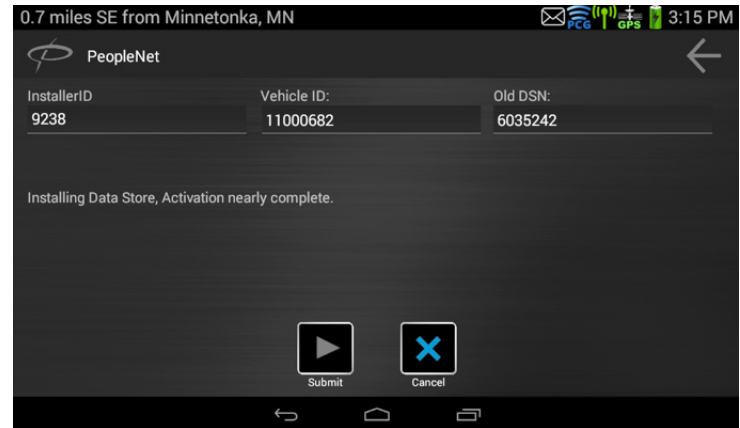 0.7 miles SE from Minnetonka, MN PCG GPS 3:15 PM
PeopleNet
InstallerID Vehicle ID: Old DSN:
9238 11000682 6035242
Installing Data Store, Activation nearly complete.
Submit Cancel